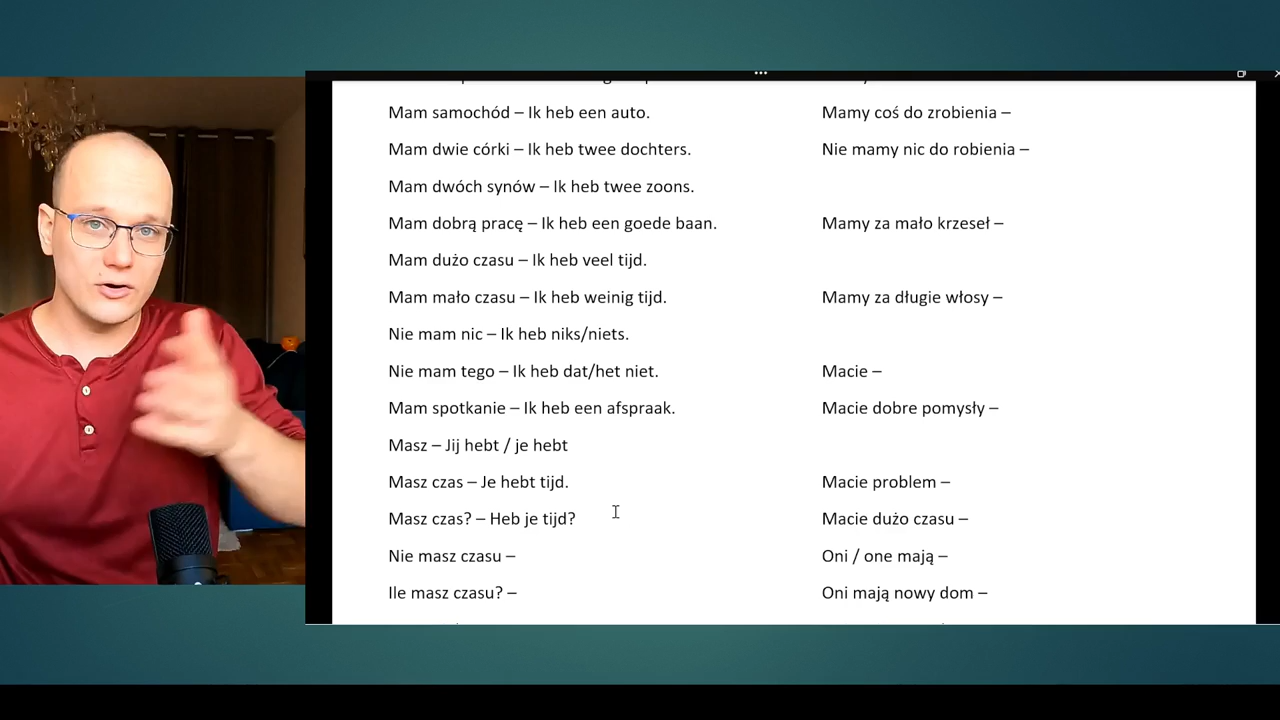 Mam samochód – Ik heb een auto.
Mam dwie córki – Ik heb twee dochters.
Mam dwóch synów – Ik heb twee zoons.
Mam dobrą pracę – Ik heb een goede baan.
Mam dużo czasu – Ik heb veel tijd.
Mam mało czasu – Ik heb weinig tijd.
Nie mam nic – Ik heb niks/niets.
Nie mam tego – Ik heb dat/het niet.
Mam spotkanie – Ik heb een afspraak.
Masz – Jij hebt / je hebt
Masz czas – Je hebt tijd.
Masz czas? – Heb je tijd?
Nie masz czasu –
Ile masz czasu? –
Mamy coś do zrobienia –
Nie mamy nic do robienia –
Mamy za mało krzeseł –
Mamy za długie włosy –
Macie –
Macie dobre pomysły –
Macie problem –
Macie dużo czasu –
Oni / one mają –
Oni mają nowy dom –